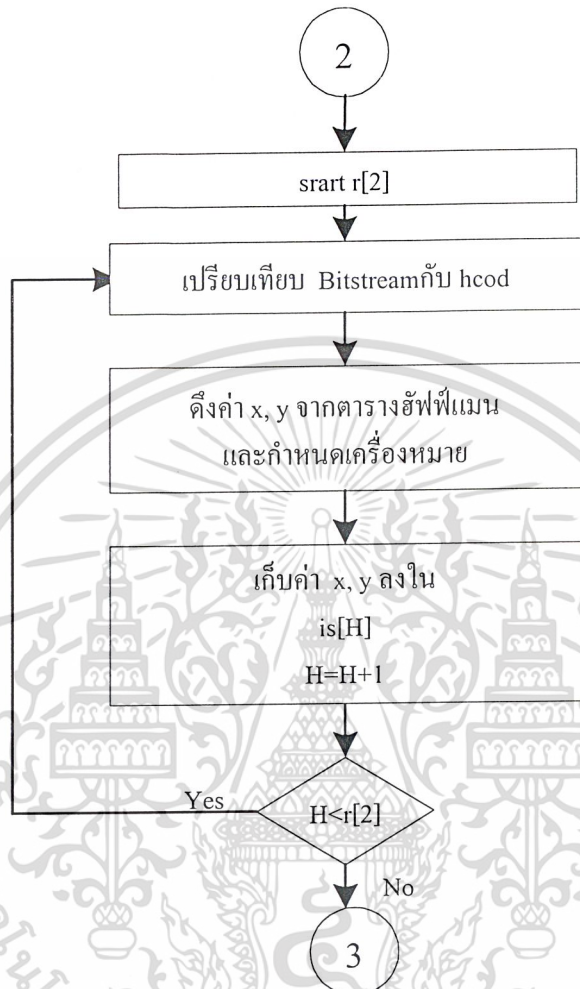 2
srart r[2]
เปรียบเทียบ Bitstreamกับ hcod
ดึงค่า x, y จากตารางฮัฟฟ์แมน
และกำหนดเครื่องหมาย
เก็บค่า x, y ลงใน
is[H]
H=H+1
Yes
H<r[2]
No
3